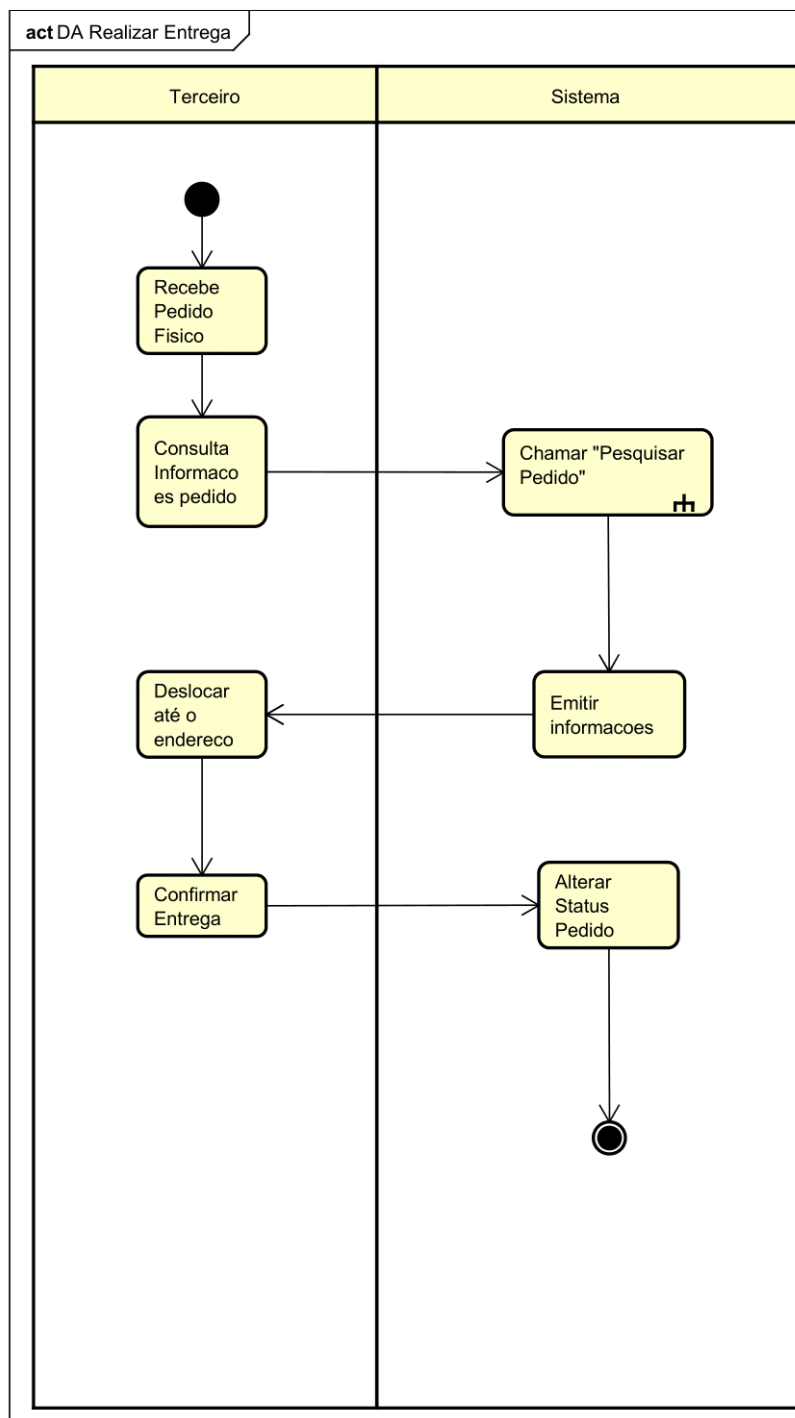 act DA Realizar Entrega
Terceiro
Sistema
Recebe
Pedido
Fisico
Consulta
Informaco
es pedido
Chamar "Pesquisar
Pedido"
Emitir
informacoes
Deslocar
até o
endereco
Confirmar
Entrega
Alterar
Status
Pedido